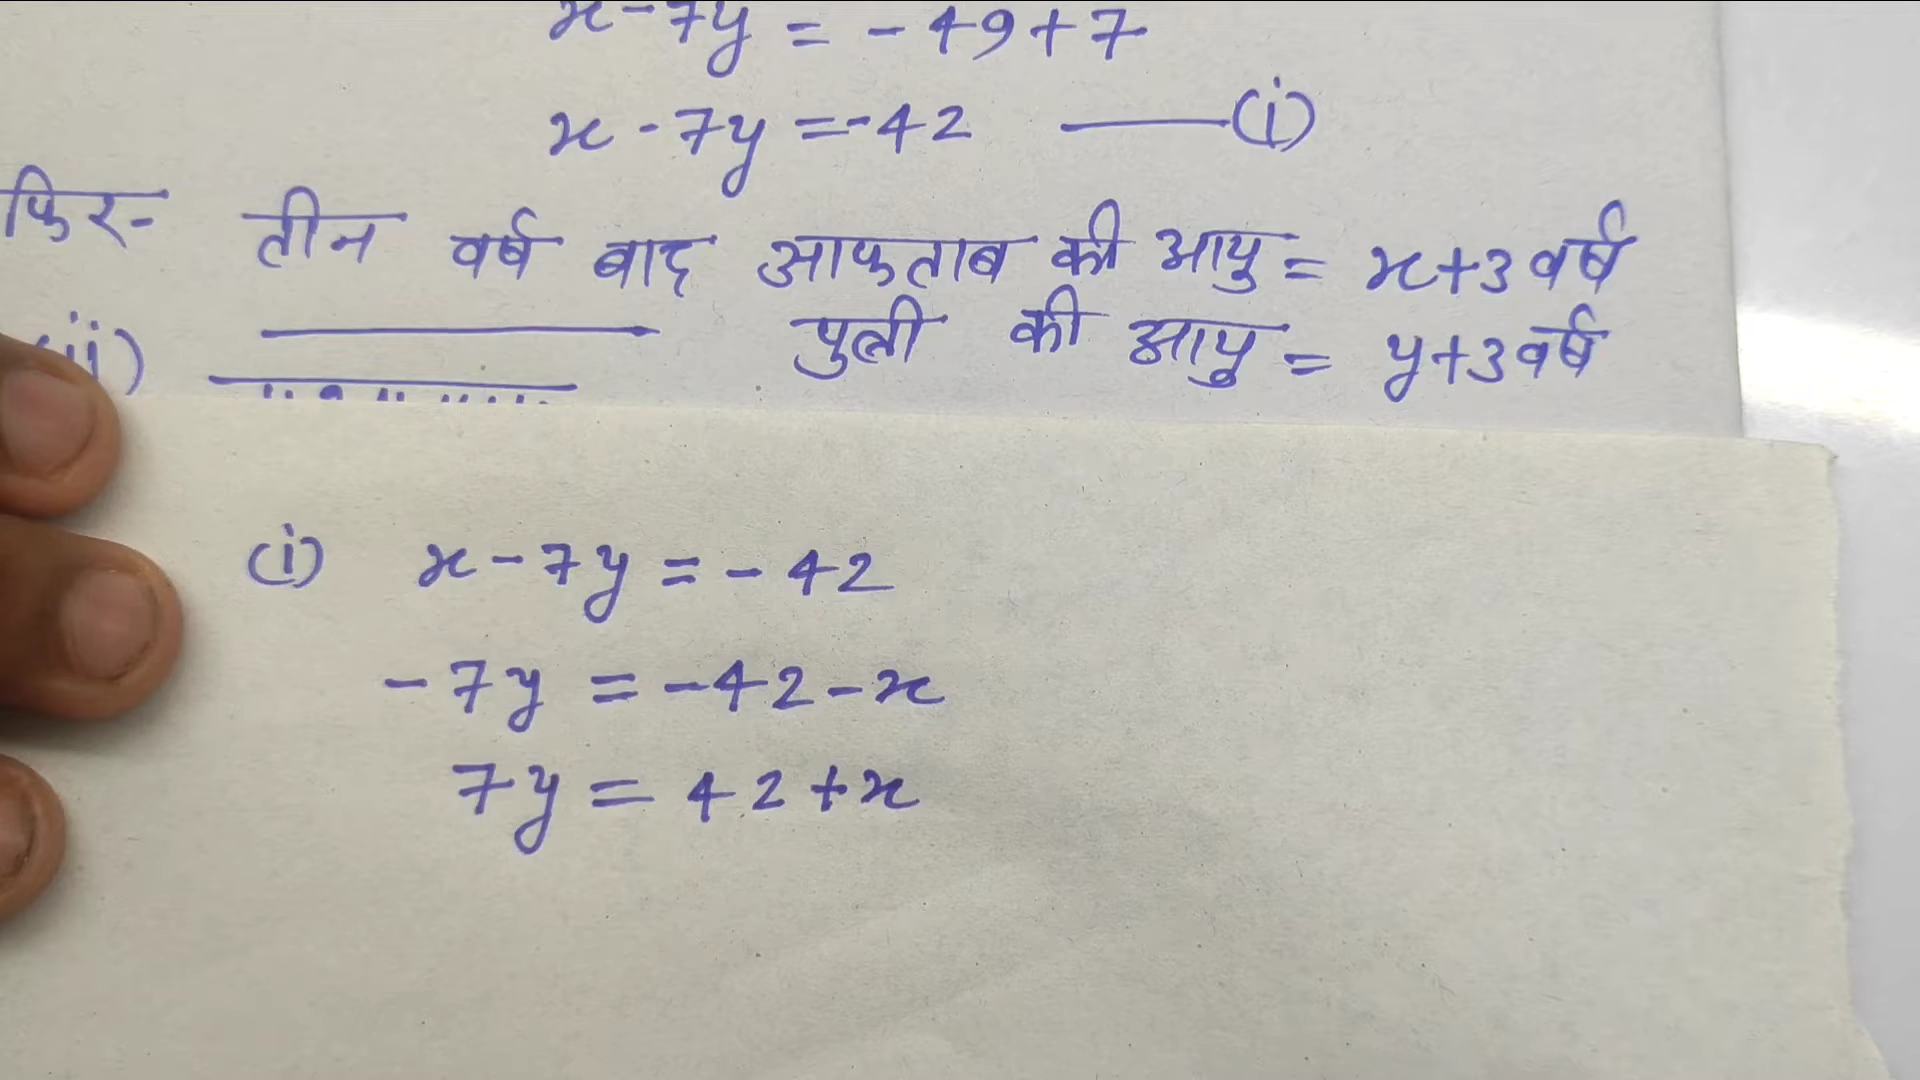 x - 7y = - 49 + 7
x - 7y = -42 ——(i)
फिर- तीन वर्ष बाद आफताब की आयु = x+3 वर्ष
(ii) ——— पुत्री की आयु = y+3 वर्ष
(i) x - 7y = - 42
- 7y = -42 - x
7y = 42 + x